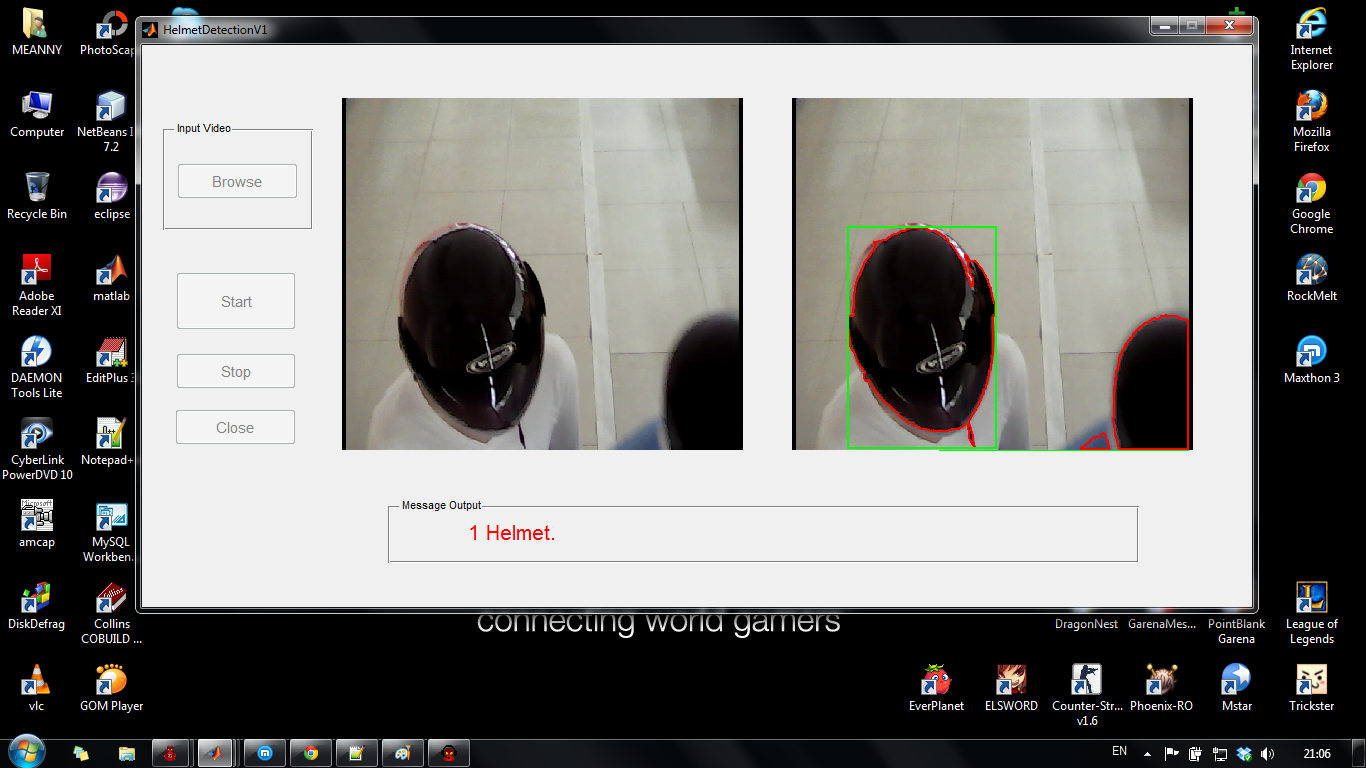 MEANNY
PhotoScap
HelmetDetectionV1
Internet
Explorer
Computer
NetBeans I
7.2
Input Video
Browse
Mozilla
Firefox
Recycle Bin
eclipse
Google
Chrome
Adobe
Reader XI
matlab
Start
RockMelt
DAEMON
Tools Lite
EditPlus 3
Stop
Maxthon 3
Close
CyberLink
PowerDVD 10
Notepad+
Microsoft
amcap
MySQL
Workben...
Message Output
1 Helmet.
DiskDefrag
Collins
COBUILD ...
connecting world gamers
DragonNest
GarenaMes...
PointBlank
Garena
League of
Legends
vlc
GOM Player
EverPlanet
ELSWORD
Counter-Str...
v1.6
Phoenix-RO
Mstar
Trickster
EN
21:06